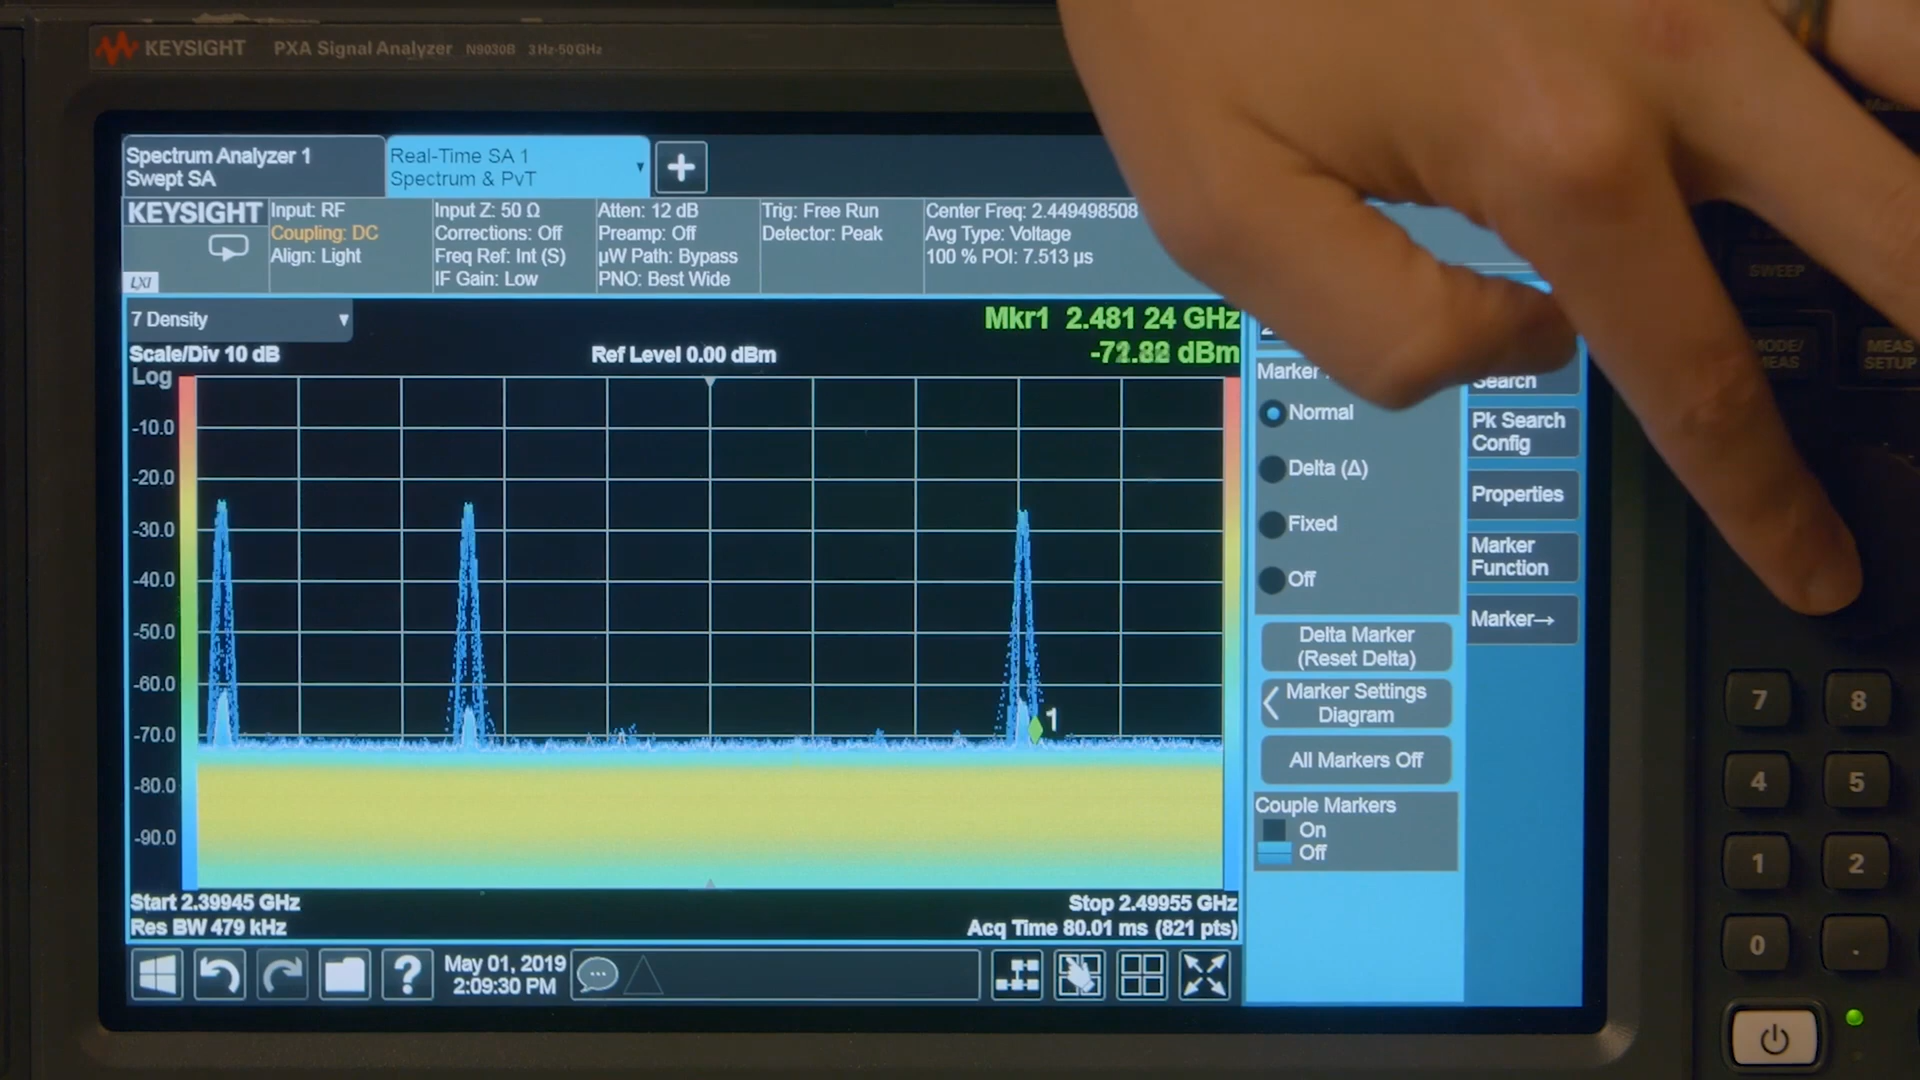 KEYSIGHT PXA Signal Analyzer N9030B 3 Hz-50 GHz
Spectrum Analyzer 1
Swept SA
Real-Time SA 1
Spectrum & PvT
KEYSIGHT
LXI
Input: RF
Coupling: DC
Align: Light
Input Z: 50 Ω
Corrections: Off
Freq Ref: Int (S)
IF Gain: Low
Atten: 12 dB
Preamp: Off
µW Path: Bypass
PNO: Best Wide
Trig: Free Run
Detector: Peak
Center Freq: 2.449498508
Avg Type: Voltage
100 % POI: 7.513 µs
7 Density
Scale/Div 10 dB
Log
Ref Level 0.00 dBm
Mkr1 2.481 24 GHz
dBm
-10.0
-20.0
-30.0
-40.0
-50.0
-60.0
-70.0
-80.0
-90.0
1
Start 2.39945 GHz
Res BW 479 kHz
Stop 2.49955 GHz
Acq Time 80.01 ms (821 pts)
Marker
Normal
Delta (Δ)
Fixed
Off
Delta Marker
(Reset Delta)
Marker Settings
Diagram
All Markers Off
Couple Markers
On
Off
Search
Pk Search
Config
Properties
Marker
Function
Marker→
May 01, 2019
2:09:30 PM
SWEEP
MODE/
MEAS
MEAS
SETUP
7
8
4
5
1
2
0
.